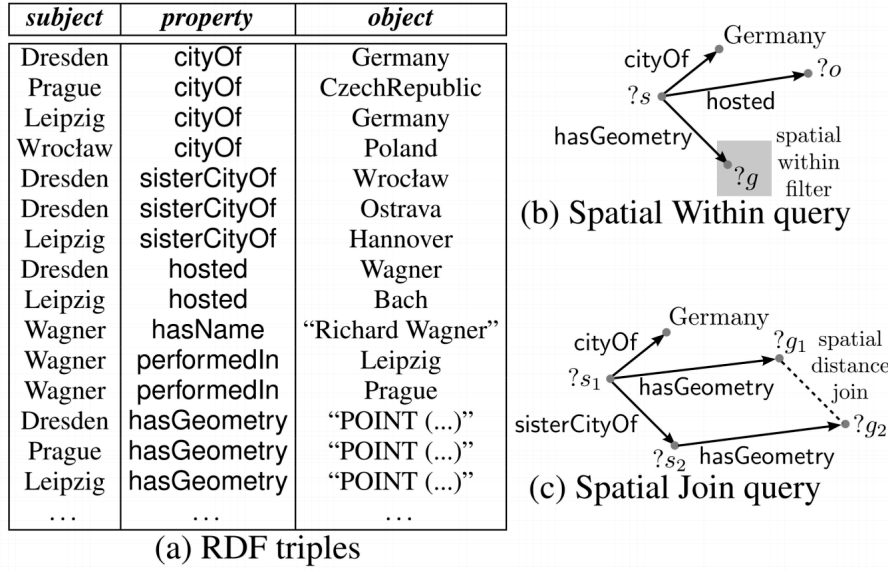 subject property object
Dresden cityOf Germany
Prague cityOf CzechRepublic
Leipzig cityOf Germany
Wrocław cityOf Poland
Dresden sisterCityOf Wrocław
Dresden sisterCityOf Ostrava
Leipzig sisterCityOf Hannover
Dresden hosted Wagner
Leipzig hosted Bach
Wagner hasName “Richard Wagner”
Wagner performedIn Leipzig
Wagner performedIn Prague
Dresden hasGeometry “POINT (...)”
Prague hasGeometry “POINT (...)”
Leipzig hasGeometry “POINT (...)”
... ... ...
(a) RDF triples
Germany
cityOf
?o
?s
hosted
hasGeometry
spatial
within
filter
?g
(b) Spatial Within query
Germany
cityOf
?g1
spatial
distance
join
?s1
hasGeometry
sisterCityOf
?g2
?s2
hasGeometry
(c) Spatial Join query